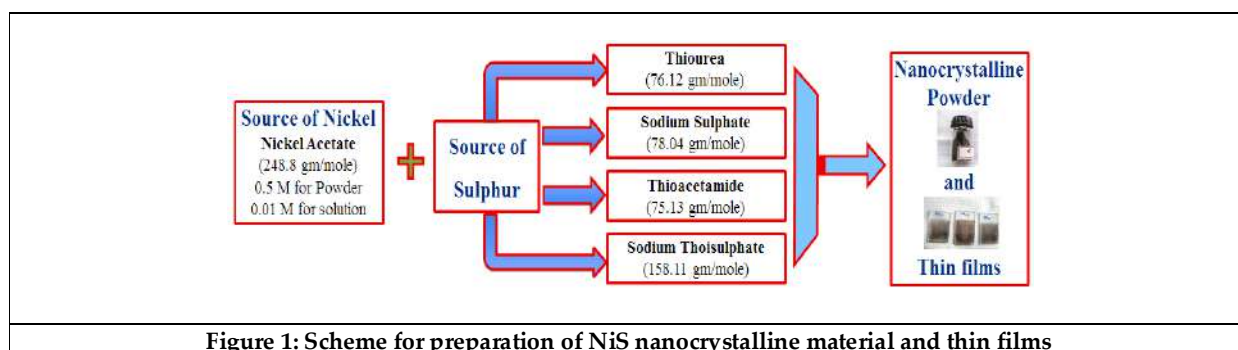 Source of Nickel
Nickel Acetate
(248.8 gm/mole)
0.5 M for Powder
0.01 M for solution
Source of
Sulphur
Thiourea
(76.12 gm/mole)
Sodium Sulphate
(78.04 gm/mole)
Thioacetamide
(75.13 gm/mole)
Sodium Thoisulphate
(158.11 gm/mole)
Nanocrystalline
Powder
and
Thin films
Figure 1: Scheme for preparation of NiS nanocrystalline material and thin films